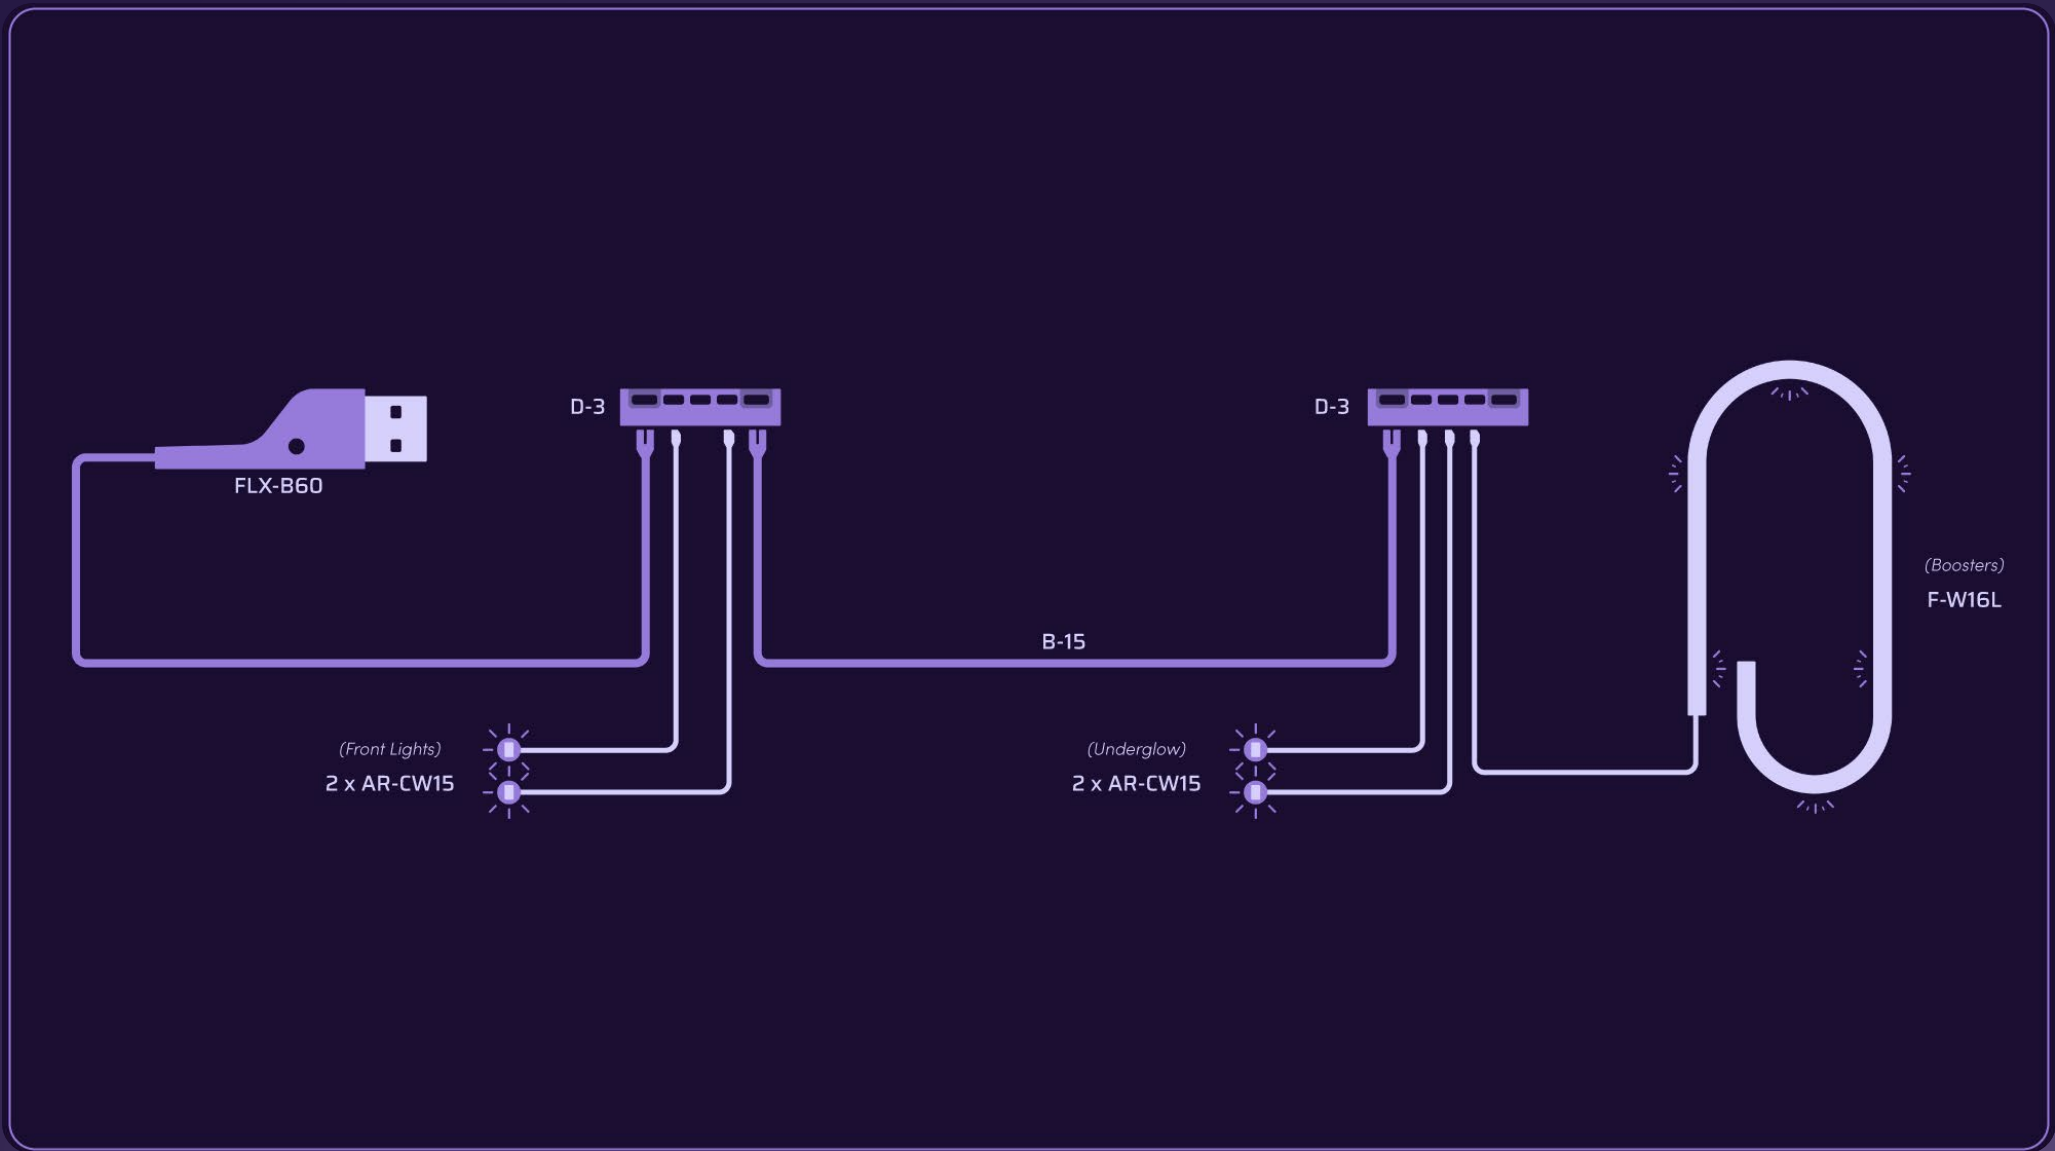 D-3
D-3
FLX-B60
(Boosters)
F-W16L
B-15
(Front Lights)
2 x AR-CW15
(Underglow)
2 x AR-CW15